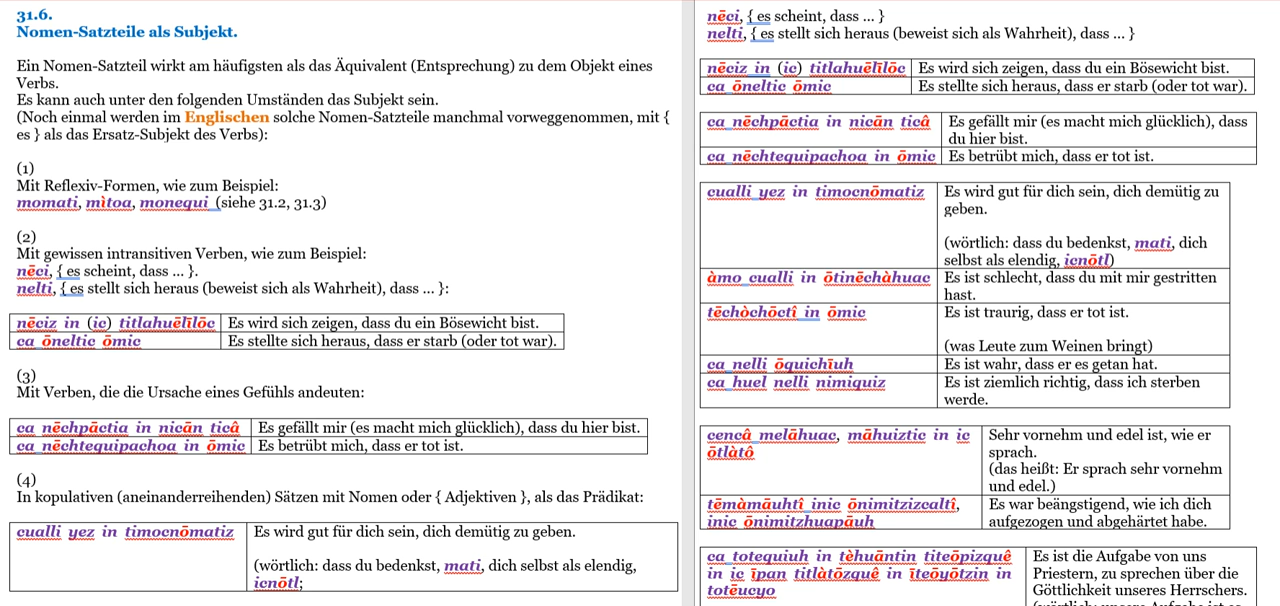 31.6.
Nomen-Satzteile als Subjekt.
Ein Nomen-Satzteil wirkt am häufigsten als das Äquivalent (Entsprechung) zu dem Objekt eines
Verbs.
Es kann auch unter den folgenden Umständen das Subjekt sein.
(Noch einmal werden im Englischen solche Nomen-Satzteile manchmal vorweggenommen, mit {
es } als das Ersatz-Subjekt des Verbs):
(1)
Mit Reflexiv-Formen, wie zum Beispiel:
momati, mìtoa, monequi (siehe 31.2, 31.3)
(2)
Mit gewissen intransitiven Verben, wie zum Beispiel:
nēci, { es scheint, dass ... }.
nelti, { es stellt sich heraus (beweist sich als Wahrheit), dass ... }:
nēciz in (ic) titlahuēlīlōc Es wird sich zeigen, dass du ein Bösewicht bist.
ca ōneltic ōmic Es stellte sich heraus, dass er starb (oder tot war).
(3)
Mit Verben, die die Ursache eines Gefühls andeuten:
ca nēchpāctia in nicān ticâ Es gefällt mir (es macht mich glücklich), dass du hier bist.
ca nēchtequipachoa in ōmic Es betrübt mich, dass er tot ist.
(4)
In kopulativen (aneinanderreihenden) Sätzen mit Nomen oder { Adjektiven }, als das Prädikat:
cualli yez in timocnōmatiz Es wird gut für dich sein, dich demütig zu geben.
(wörtlich: dass du bedenkst, mati, dich selbst als elendig,
icnōtl;
nēci, { es scheint, dass ... }
nelti, { es stellt sich heraus (beweist sich als Wahrheit), dass ... }
nēciz in (ic) titlahuēlīlōc Es wird sich zeigen, dass du ein Bösewicht bist.
ca ōneltic ōmic Es stellte sich heraus, dass er starb (oder tot war).
ca nēchpāctia in nicān ticâ Es gefällt mir (es macht mich glücklich), dass
du hier bist.
ca nēchtequipachoa in ōmic Es betrübt mich, dass er tot ist.
cualli yez in timocnōmatiz Es wird gut für dich sein, dich demütig zu
geben.
(wörtlich: dass du bedenkst, mati, dich
selbst als elendig, icnōtl)
àmo cualli in ōtinēchàhuac Es ist schlecht, dass du mit mir gestritten
hast.
tēchòchōctî in ōmic Es ist traurig, dass er tot ist.
(was Leute zum Weinen bringt)
ca nelli ōquichīuh Es ist wahr, dass er es getan hat.
ca huel nelli nimiquiz Es ist ziemlich richtig, dass ich sterben
werde.
cencâ melāhuac, māhuiztic in ic Sehr vornehm und edel ist, wie er
ōtlàtô sprach.
(das heißt: Er sprach sehr vornehm
und edel.)
tēmàmāuhtî inic ōnimitzizcaltî, Es war beängstigend, wie ich dich
inic ōnimitzhuapāuh aufgezogen und abgehärtet habe.
ca totequiuh in tèhuāntin titeōpizquê Es ist die Aufgabe von uns
in ic īpan titlàtōzquê in īteōyōtzin in Priestern, zu sprechen über die
totēucyo Göttlichkeit unseres Herrschers.